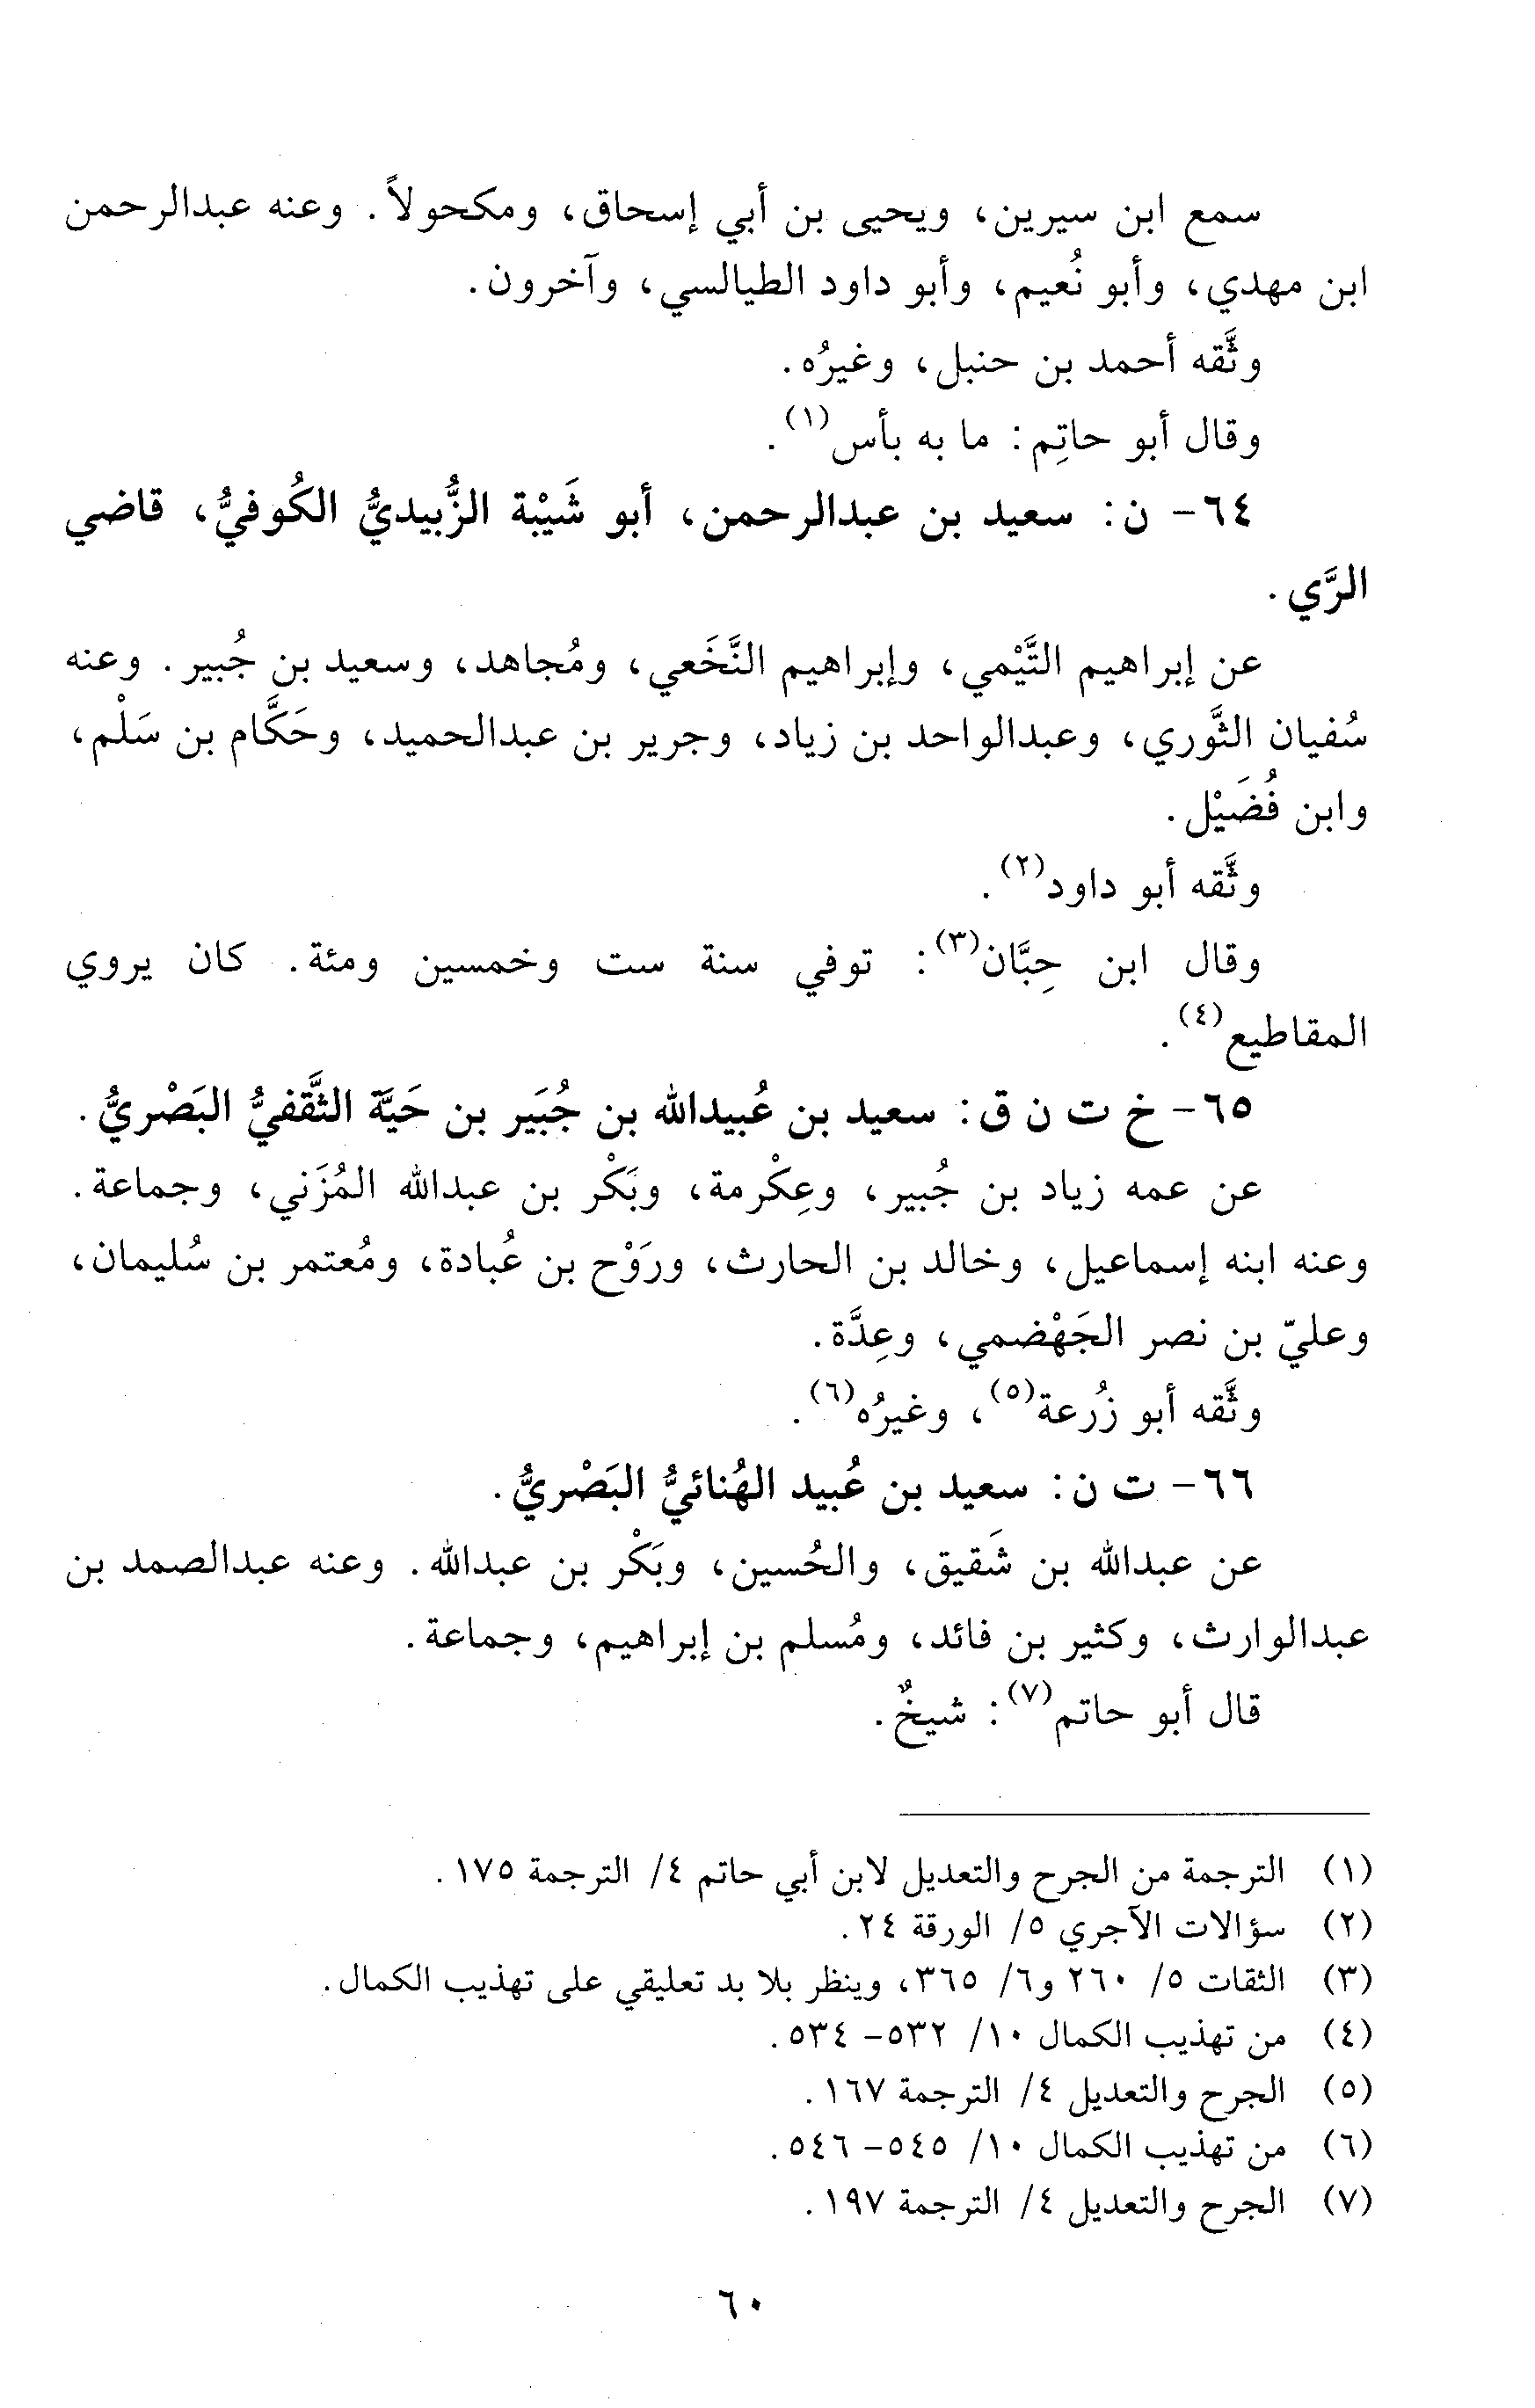 سمع ابن سيرين، ويحيى بن أبي إسحاق، ومكحولاً. وعنه عبدالرحمن
ابن مهدي، وأبو نُعيم، وأبو داود الطيالسي، وآخرون.
وثَّقه أحمد بن حنبل، وغيرُه.
وقال أبو حاتِم: ما به بأس(١).
٦٤- ن: سعيد بن عبدالرحمن، أبو شَيْبة الزُّبيديُّ الكُوفيُّ، قاضي
الرَّي.
عن إبراهيم التَّيْمي، وإبراهيم النَّخَعي، ومُجاهد، وسعيد بن جُبير. وعنه
سُفيان الثَّوري، وعبدالواحد بن زياد، وجرير بن عبدالحميد، وحَكَّام بن سَلْم،
وابن فُضَيْل.
وثَّقه أبو داود(٢).
وقال ابن حِبَّان(٣): توفي سنة ست وخمسين ومئة. كان يروي
المقاطيع(٤).
٦٥- خ ت ن ق: سعيد بن عُبيدالله بن جُبَير بن حَيَّة الثَّقفيُّ البَصْريُّ.
عن عمه زياد بن جُبير، وعِكْرمة، وبَكْر بن عبدالله المُزَني، وجماعة.
وعنه ابنه إسماعيل، وخالد بن الحارث، ورَوْح بن عُبادة، ومُعتمر بن سُليمان،
وعليّ بن نصر الجَهْضمي، وعِدَّة.
وثَّقه أبو زُرعة(٥)، وغيرُه(٦).
٦٦- ت ن: سعيد بن عُبيد الهُنائيُّ البَصْريُّ.
عن عبدالله بن شَقيق، والحُسين، وبَكْر بن عبدالله. وعنه عبدالصمد بن
عبدالوارث، وكثير بن فائد، ومُسلم بن إبراهيم، وجماعة.
قال أبو حاتم(٧): شيخٌ.
(١) الترجمة من الجرح والتعديل لابن أبي حاتم ٤/ الترجمة ١٧٥.
(٢) سؤالات الآجري ٥/ الورقة ٢٤.
(٣) الثقات ٥/ ٢٦٠ و٦/ ٣٦٥، وينظر بلا بد تعليقي على تهذيب الكمال.
(٤) من تهذيب الكمال ١٠/ ٥٣٢- ٥٣٤.
(٥) الجرح والتعديل ٤/ الترجمة ١٦٧.
(٦) من تهذيب الكمال ١٠/ ٥٤٥- ٥٤٦.
(٧) الجرح والتعديل ٤/ الترجمة ١٩٧.
٦٠